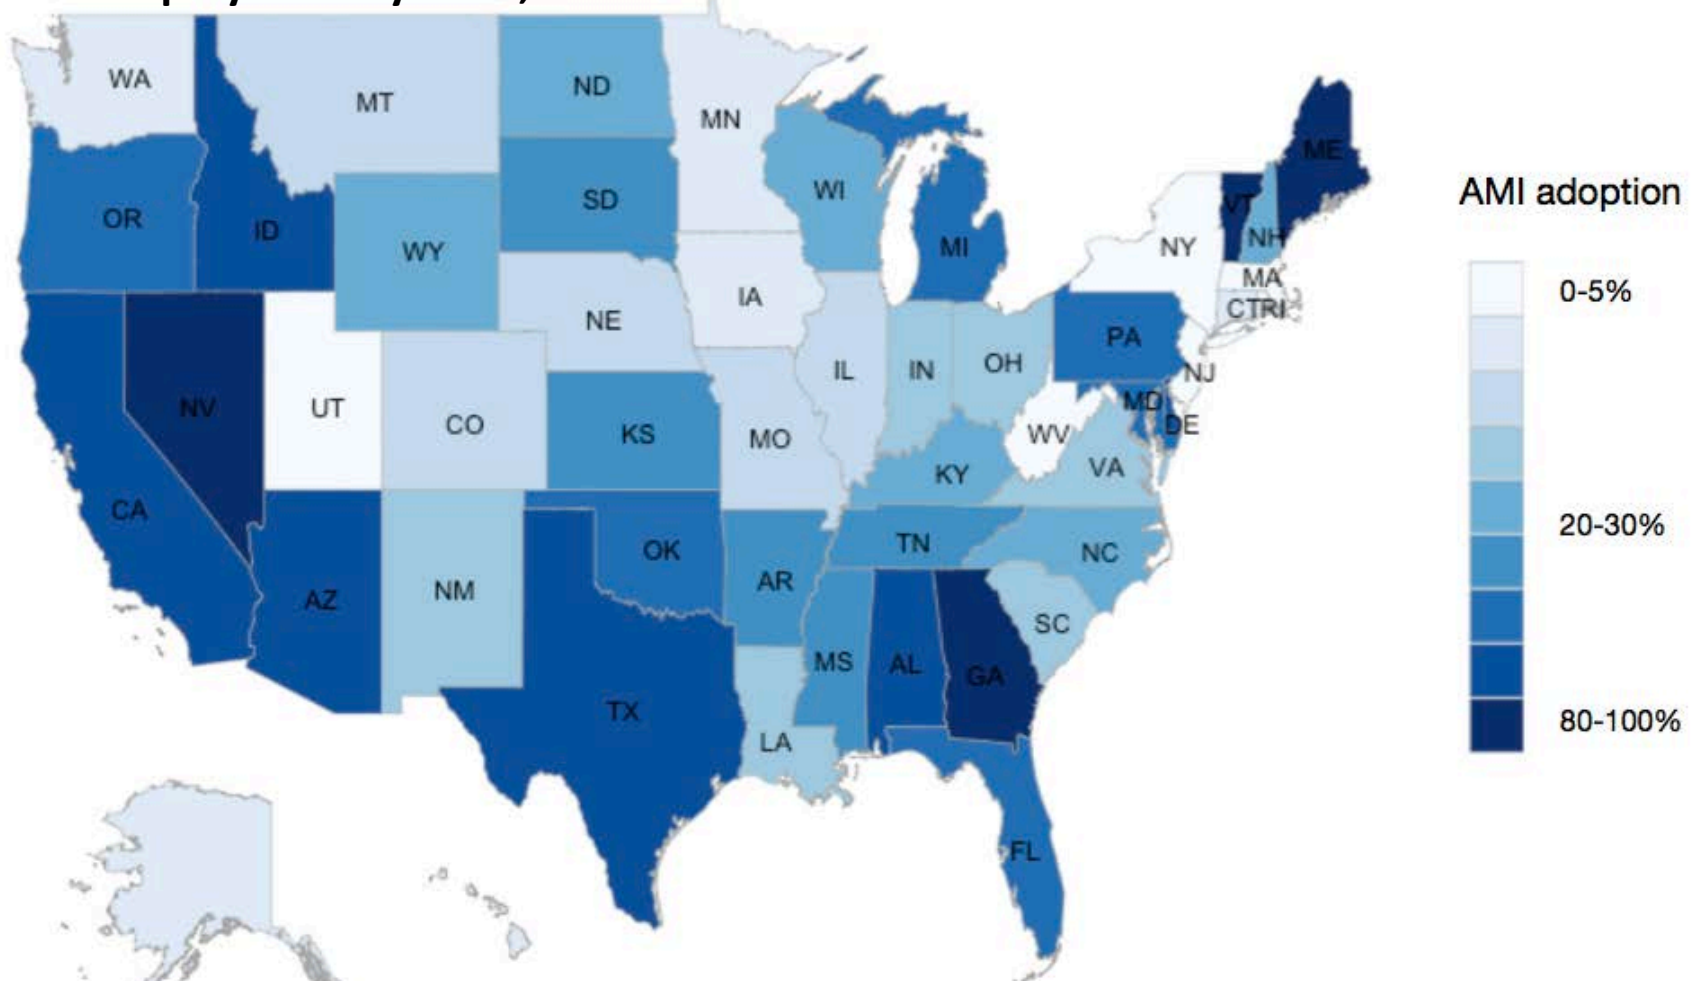 WA
MT
ND
MN
ME
OR
ID
WY
SD
WI
MI
NY
VT
NH
MA
CTRI
NV
UT
CO
NE
IA
IL
IN
OH
PA
NJ
CA
KS
MO
KY
WV
VA
MD
DE
AZ
NM
OK
AR
TN
NC
TX
LA
MS
AL
GA
SC
FL
AMI adoption
0-5%
20-30%
80-100%